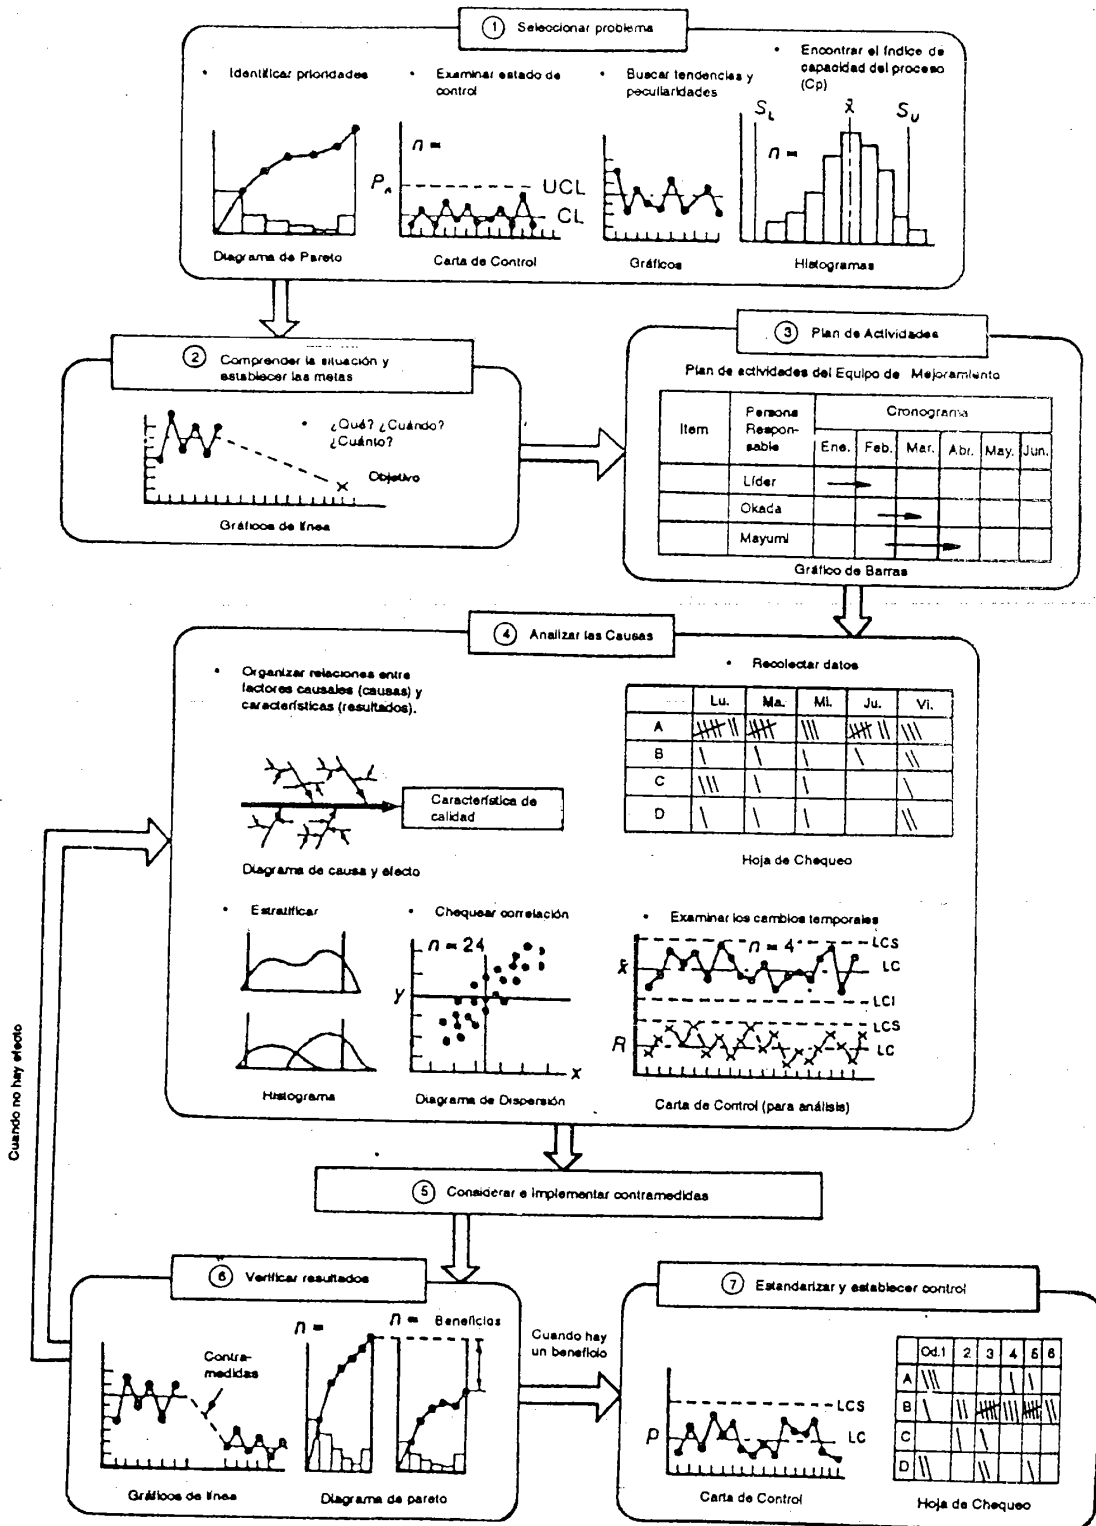 1 Seleccionar problema
• Identificar prioridades
• Examinar estado de
control
• Buscar tendencias y
peculiaridades
• Encontrar el índice de
capacidad del proceso
(Cp)
n =
Pn
UCL
CL
n =
SL
x̄
SU
Diagrama de Pareto
Carta de Control
Gráficos
Histogramas
2 Comprender la situación y
establecer las metas
• ¿Qué? ¿Cuándo?
¿Cuánto?
Objetivo
Gráficos de línea
3 Plan de Actividades
Plan de actividades del Equipo de Mejoramiento
Item
Persona
Respon-
sable
Cronograma
Ene. Feb. Mar. Abr. May. Jun.
Líder
Okada
Mayumi
Gráfico de Barras
4 Analizar las Causas
• Organizar relaciones entre
factores causales (causas) y
características (resultados).
Característica de
calidad
Diagrama de causa y efecto
• Recolectar datos
Lu. Ma. Mi. Ju. Vi.
A
B
C
D
Hoja de Chequeo
• Estratificar
Histograma
• Chequear correlación
n = 24
y
x
Diagrama de Dispersión
• Examinar los cambios temporales
n = 4
x̄
LCS
LC
LCI
LCS
R
LC
Carta de Control (para análisis)
Cuando no hay efecto
5 Considerar e implementar contramedidas
6 Verificar resultados
Contra-
medidas
n =
n =
Beneficios
Gráficos de línea
Diagrama de pareto
Cuando hay
un beneficio
7 Estandarizar y establecer control
LCS
LC
p
Carta de Control
Od.1 2 3 4 5 6
A
B
C
D
Hoja de Chequeo